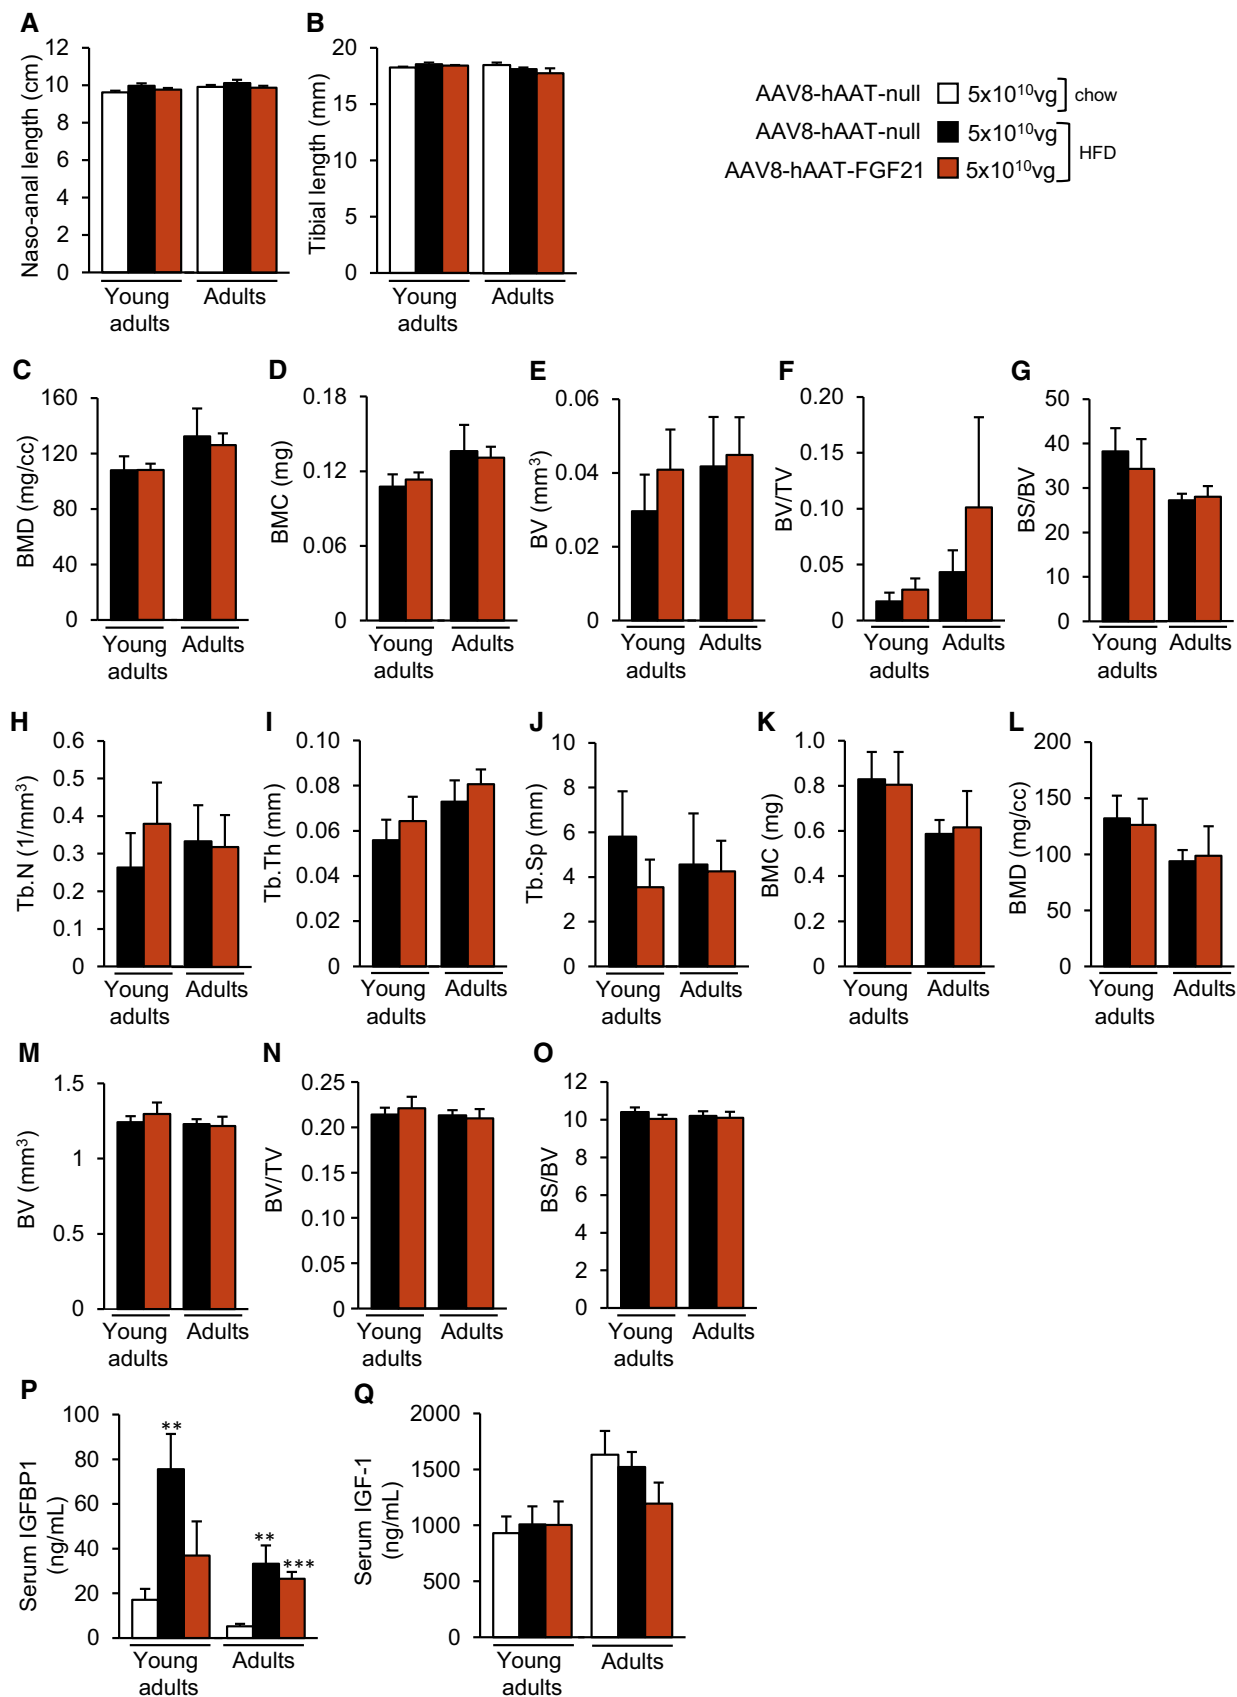 A
Naso-anal length (cm)
12
10
8
6
4
2
0
Young
adults
Adults
B
Tibial length (mm)
20
15
10
5
0
Young
adults
Adults
AAV8-hAAT-null 5x10¹⁰vg chow
AAV8-hAAT-null 5x10¹⁰vg
HFD
AAV8-hAAT-FGF21 5x10¹⁰vg
C
BMD (mg/cc)
160
120
80
40
0
Young
adults
Adults
D
BMC (mg)
0.18
0.12
0.06
0
Young
adults
Adults
E
BV (mm³)
0.06
0.04
0.02
0
Young
adults
Adults
F
BV/TV
0.20
0.15
0.10
0.05
0
Young
adults
Adults
G
BS/BV
50
40
30
20
10
0
Young
adults
Adults
H
Tb.N (1/mm³)
0.6
0.5
0.4
0.3
0.2
0.1
0
Young
adults
Adults
I
Tb.Th (mm)
0.10
0.08
0.06
0.04
0.02
0
Young
adults
Adults
J
Tb.Sp (mm)
10
8
6
4
2
0
Young
adults
Adults
K
BMC (mg)
1.0
0.8
0.6
0.4
0.2
0
Young
adults
Adults
L
BMD (mg/cc)
200
150
100
50
0
Young
adults
Adults
M
BV (mm³)
1.5
1
0.5
0
Young
adults
Adults
N
BV/TV
0.25
0.20
0.15
0.10
0.05
0
Young
adults
Adults
O
BS/BV
12
10
8
6
4
2
0
Young
adults
Adults
P
Serum IGFBP1
(ng/mL)
100
80
60
40
20
0
**
**
***
Young
adults
Adults
Q
Serum IGF-1
(ng/mL)
2000
1500
1000
500
0
Young
adults
Adults